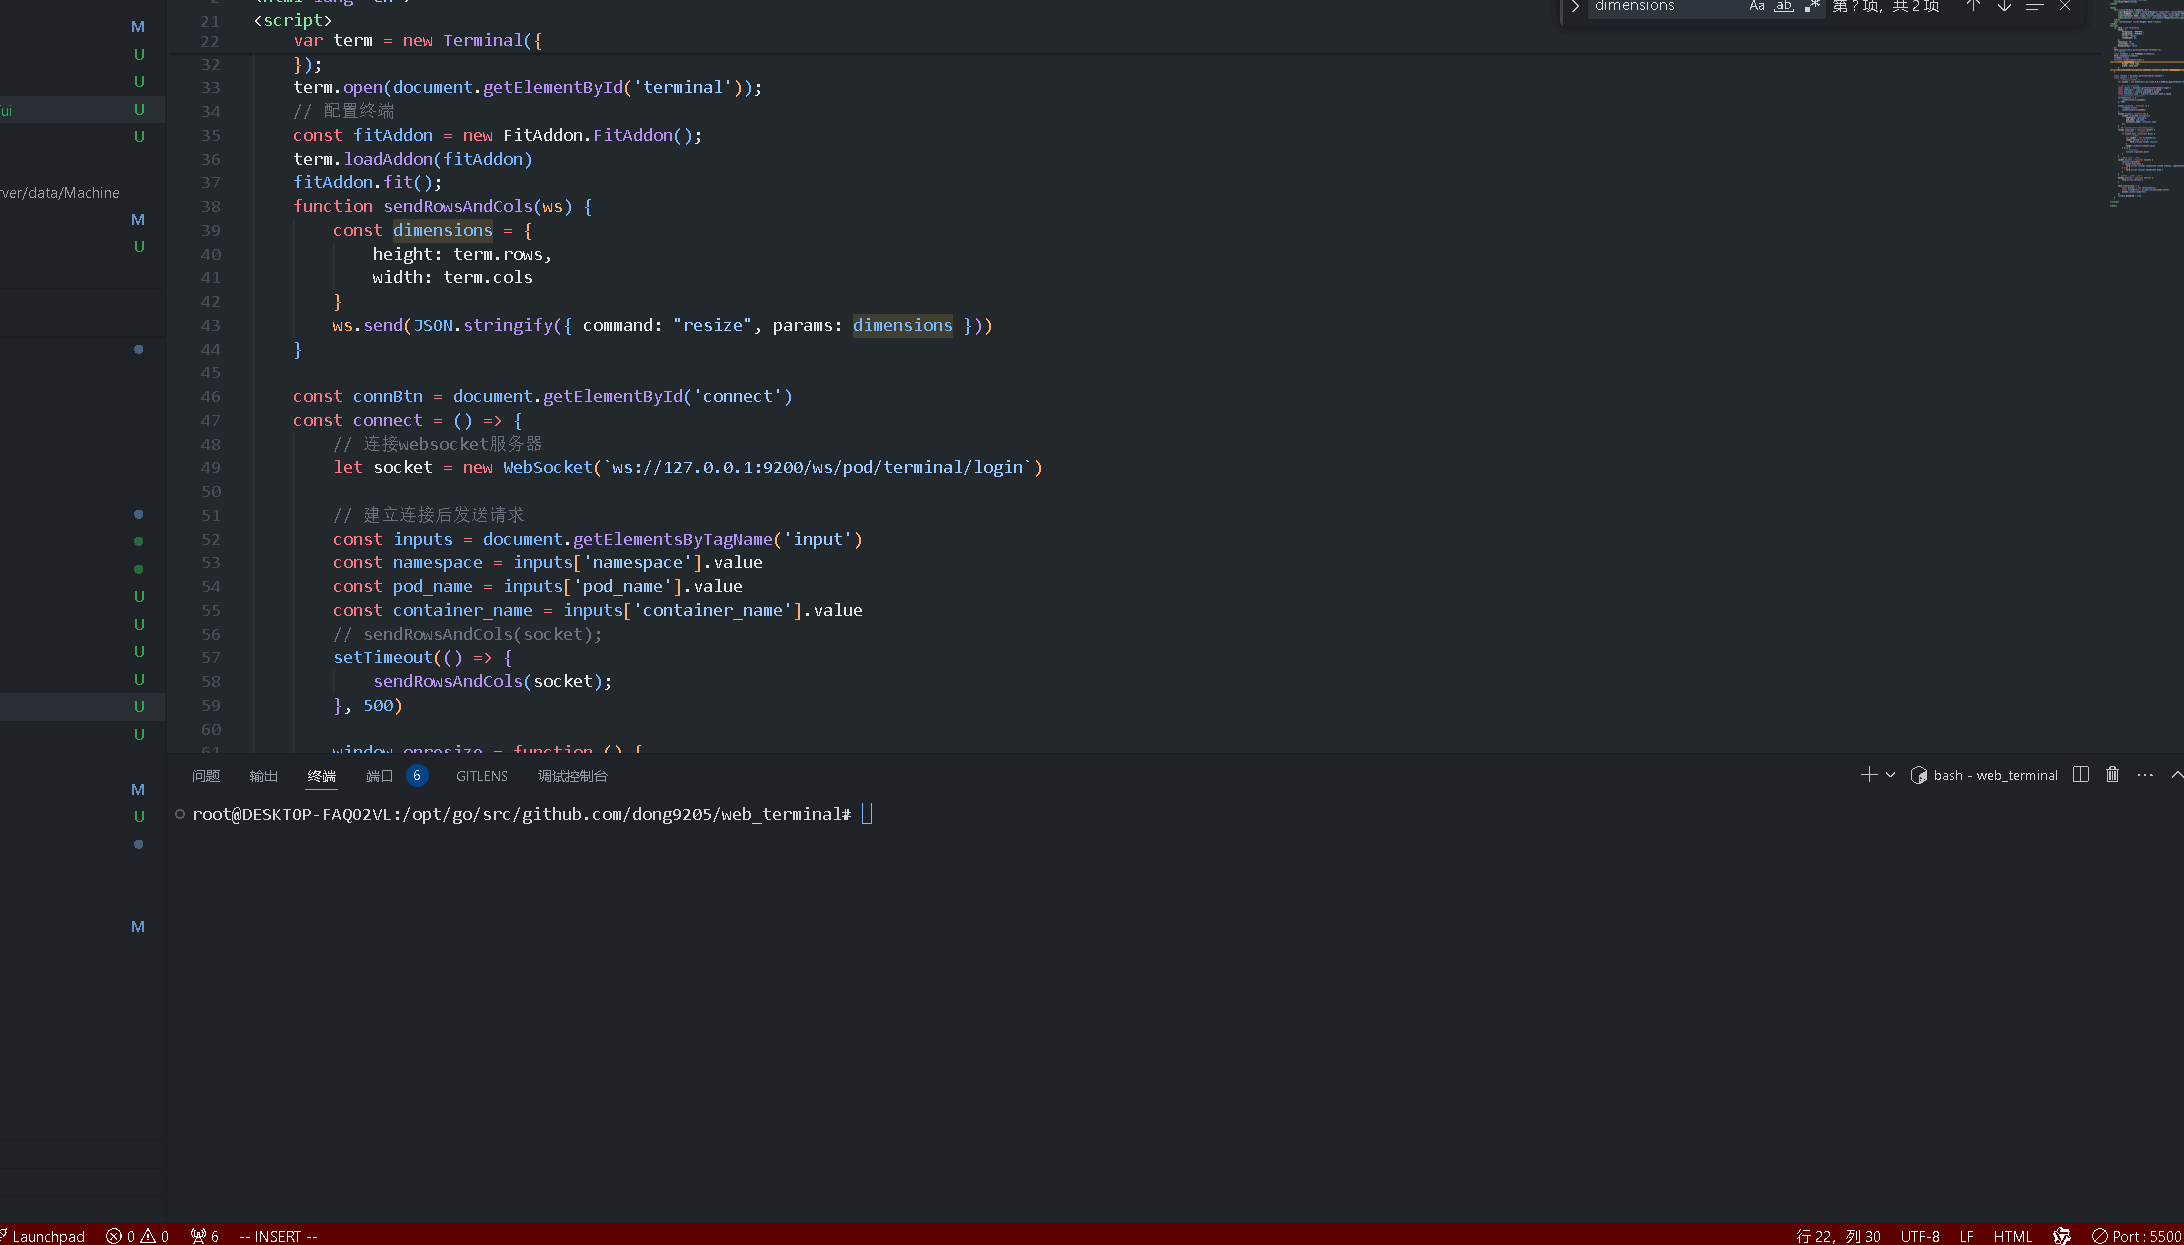 dimensions Aa ab .* 第 ? 项，共 2 项
21 <script>
22 var term = new Terminal({
32 });
33 term.open(document.getElementById('terminal'));
34 // 配置终端
35 const fitAddon = new FitAddon.FitAddon();
36 term.loadAddon(fitAddon)
37 fitAddon.fit();
38 function sendRowsAndCols(ws) {
39 const dimensions = {
40 height: term.rows,
41 width: term.cols
42 }
43 ws.send(JSON.stringify({ command: "resize", params: dimensions }))
44 }
45
46 const connBtn = document.getElementById('connect')
47 const connect = () => {
48 // 连接websocket服务器
49 let socket = new WebSocket(`ws://127.0.0.1:9200/ws/pod/terminal/login`)
50
51 // 建立连接后发送请求
52 const inputs = document.getElementsByTagName('input')
53 const namespace = inputs['namespace'].value
54 const pod_name = inputs['pod_name'].value
55 const container_name = inputs['container_name'].value
56 // sendRowsAndCols(socket);
57 setTimeout(() => {
58 sendRowsAndCols(socket);
59 }, 500)
60
61 window.onresize = function () {
M
U
U
ui U
U
rver/data/Machine
M
U
U
U
U
U
U
U
M
U
M
问题 输出 终端 端口 6 GITLENS 调试控制台
bash - web_terminal
root@DESKTOP-FAQO2VL:/opt/go/src/github.com/dong9205/web_terminal#
Launchpad 0 0 6 -- INSERT --
行 22，列 30 UTF-8 LF HTML Port : 5500